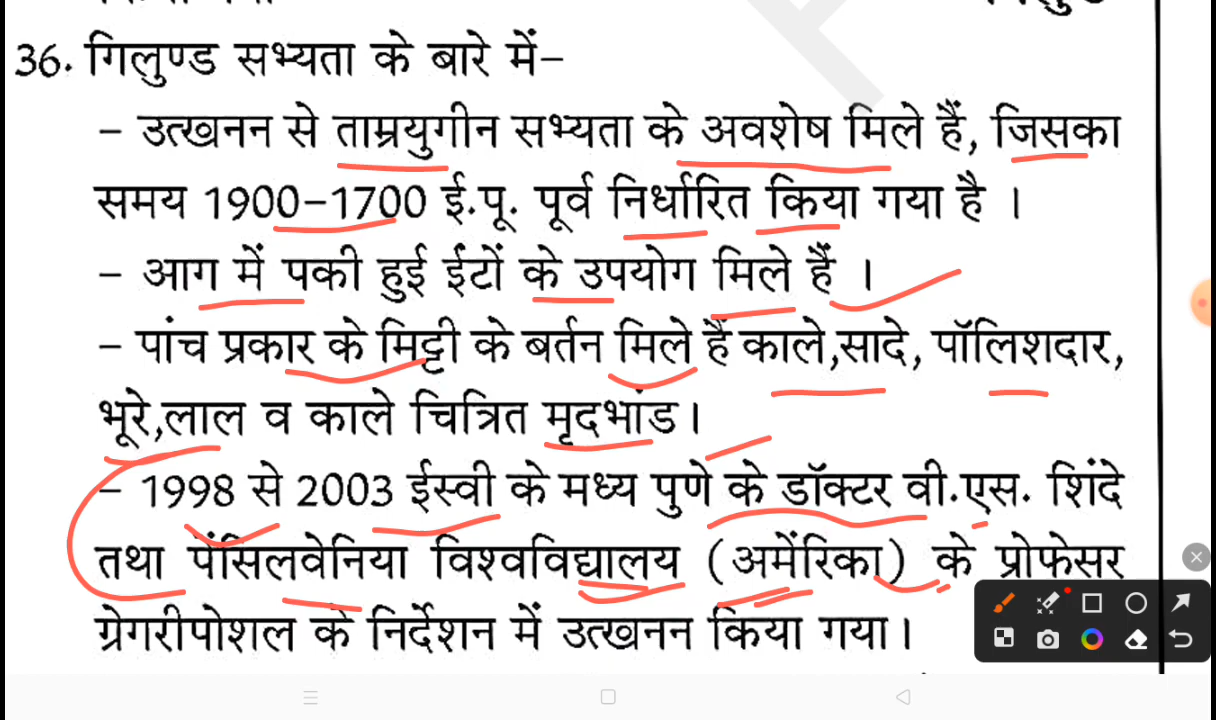 36. गिलुण्ड सभ्यता के बारे में–
– उत्खनन से ताम्रयुगीन सभ्यता के अवशेष मिले हैं, जिसका
समय 1900–1700 ई.पू. पूर्व निर्धारित किया गया है ।
– आग में पकी हुई ईंटों के उपयोग मिले हैं ।
– पांच प्रकार के मिट्टी के बर्तन मिले हैं काले,सादे, पॉलिशदार,
भूरे,लाल व काले चित्रित मृदभांड।
– 1998 से 2003 ईस्वी के मध्य पुणे के डॉक्टर वी.एस. शिंदे
तथा पेंसिलवेनिया विश्वविद्यालय (अमेंरिका) के प्रोफेसर
ग्रेगरीपोशल के निर्देशन में उत्खनन किया गया।